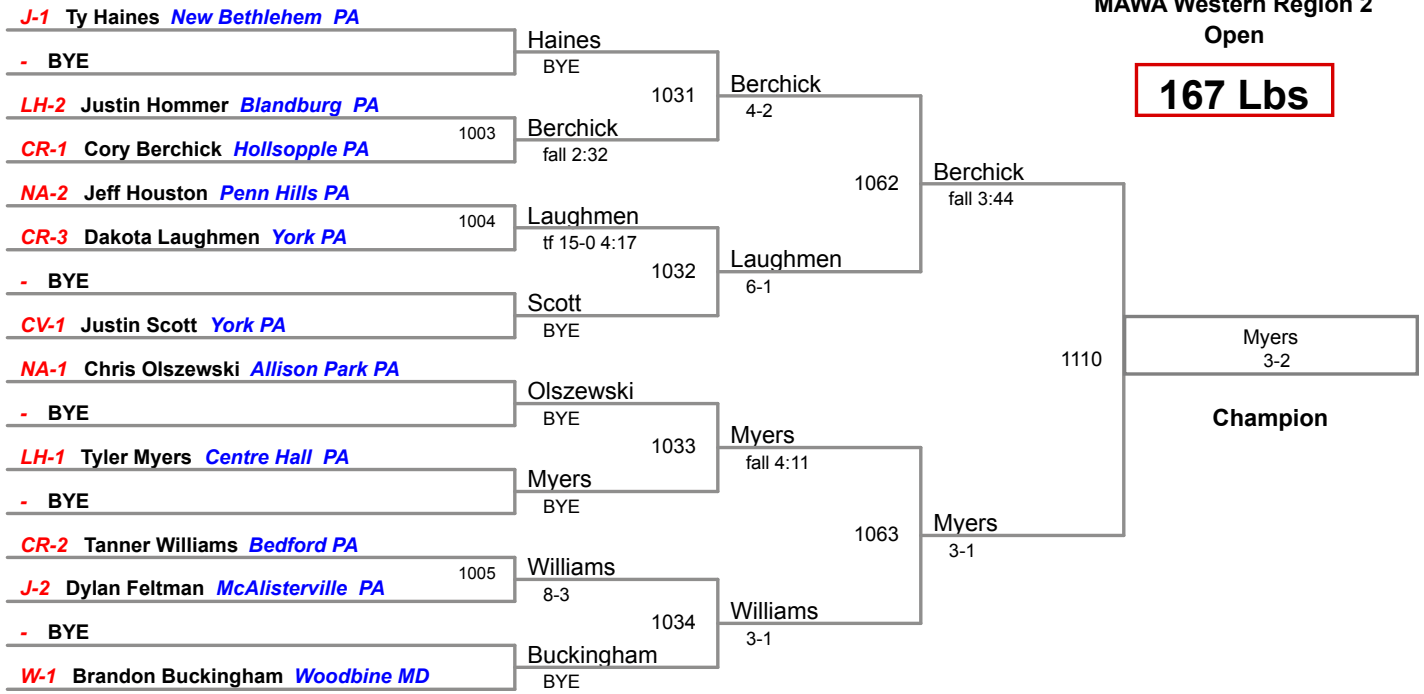 MAWA Western Region 2
Open
167 Lbs
J-1 Ty Haines New Bethlehem PA
- BYE
LH-2 Justin Hommer Blandburg PA
CR-1 Cory Berchick Hollsopple PA
NA-2 Jeff Houston Penn Hills PA
CR-3 Dakota Laughmen York PA
- BYE
CV-1 Justin Scott York PA
NA-1 Chris Olszewski Allison Park PA
- BYE
LH-1 Tyler Myers Centre Hall PA
- BYE
CR-2 Tanner Williams Bedford PA
J-2 Dylan Feltman McAlisterville PA
- BYE
W-1 Brandon Buckingham Woodbine MD
Haines
BYE
1003
Berchick
fall 2:32
1004
Laughmen
tf 15-0 4:17
Scott
BYE
Olszewski
BYE
Myers
BYE
1005
Williams
8-3
Buckingham
BYE
1031
Berchick
4-2
1032
Laughmen
6-1
1033
Myers
fall 4:11
1034
Williams
3-1
1062
Berchick
fall 3:44
1063
Myers
3-1
1110
Myers
3-2
Champion